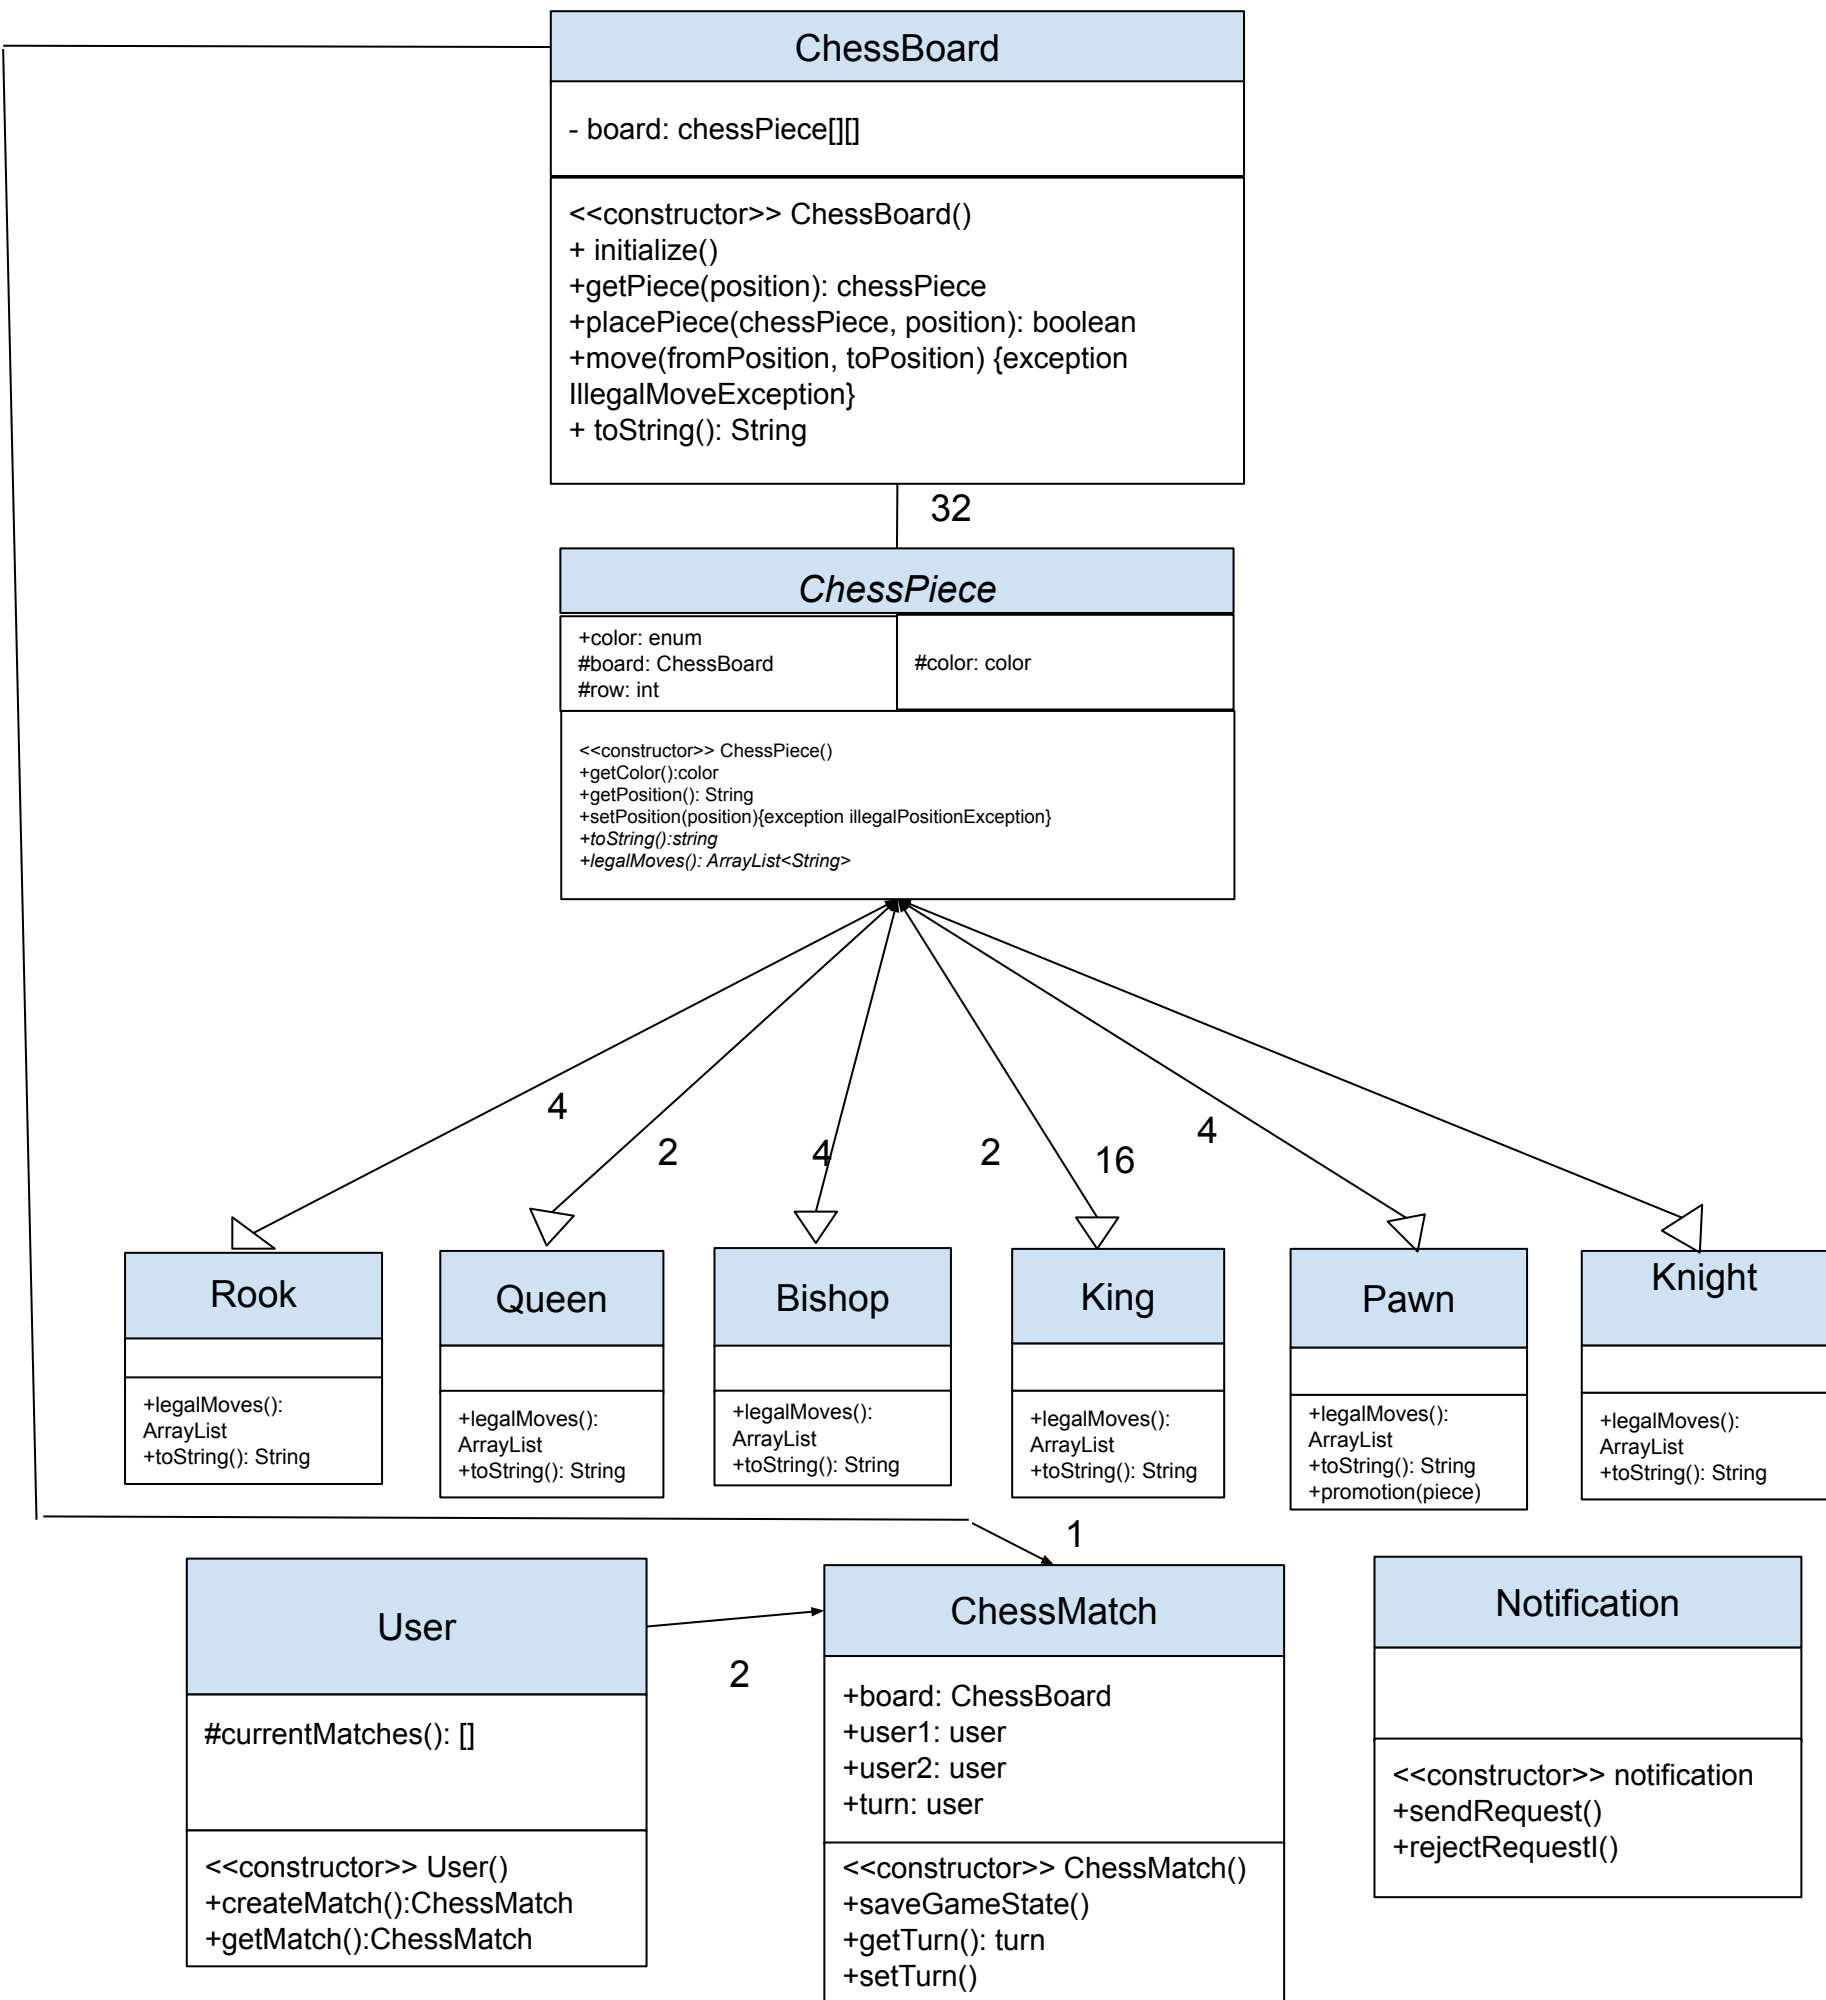 ChessBoard
- board: chessPiece[][]
<<constructor>> ChessBoard()
+ initialize()
+getPiece(position): chessPiece
+placePiece(chessPiece, position): boolean
+move(fromPosition, toPosition) {exception
IllegalMoveException}
+ toString(): String
32
ChessPiece
+color: enum
#board: ChessBoard
#row: int
#color: color
<<constructor>> ChessPiece()
+getColor():color
+getPosition(): String
+setPosition(position){exception illegalPositionException}
+toString():string
+legalMoves(): ArrayList<String>
4
2
4
2
16
4
Rook
+legalMoves():
ArrayList
+toString(): String
Queen
+legalMoves():
ArrayList
+toString(): String
Bishop
+legalMoves():
ArrayList
+toString(): String
King
+legalMoves():
ArrayList
+toString(): String
Pawn
+legalMoves():
ArrayList
+toString(): String
+promotion(piece)
Knight
+legalMoves():
ArrayList
+toString(): String
1
User
#currentMatches(): []
<<constructor>> User()
+createMatch():ChessMatch
+getMatch():ChessMatch
2
ChessMatch
+board: ChessBoard
+user1: user
+user2: user
+turn: user
<<constructor>> ChessMatch()
+saveGameState()
+getTurn(): turn
+setTurn()
Notification
<<constructor>> notification
+sendRequest()
+rejectRequestl()